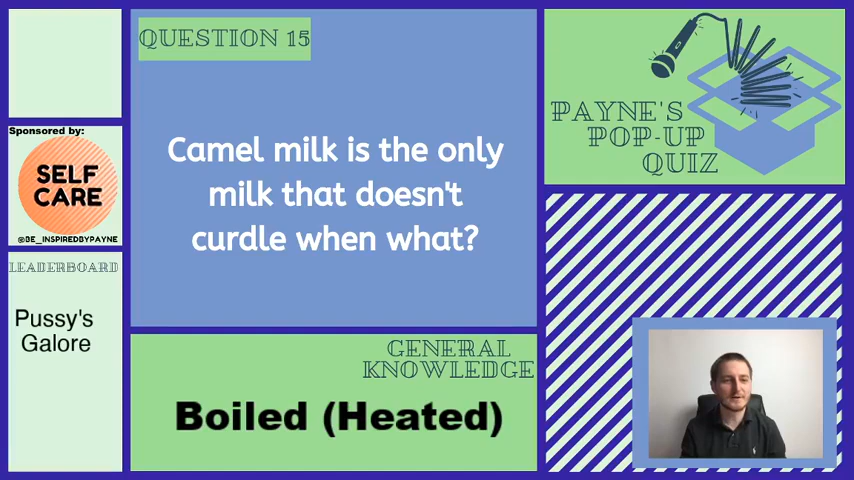 QUESTION 15
Camel milk is the only
milk that doesn't
curdle when what?
PAYNE'S
POP-UP
QUIZ
Sponsored by:
SELF
CARE
@BE_INSPIREDBYPAYNE
LEADERBOARD
Pussy's
Galore
GENERAL
KNOWLEDGE
Boiled (Heated)